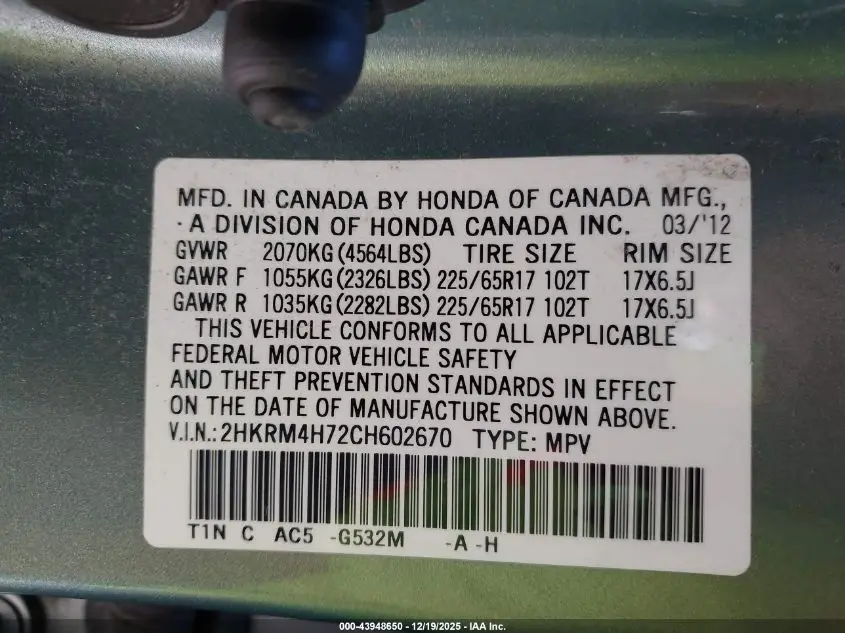 MFD. IN CANADA BY HONDA OF CANADA MFG.,
·A DIVISION OF HONDA CANADA INC. 03/'12
GVWR 2070KG(4564LBS) TIRE SIZE RIM SIZE
GAWR F 1055KG(2326LBS) 225/65R17 102T 17X6.5J
GAWR R 1035KG(2282LBS) 225/65R17 102T 17X6.5J
THIS VEHICLE CONFORMS TO ALL APPLICABLE
FEDERAL MOTOR VEHICLE SAFETY
AND THEFT PREVENTION STANDARDS IN EFFECT
ON THE DATE OF MANUFACTURE SHOWN ABOVE.
V.I.N.:2HKRM4H72CH602670 TYPE: MPV
T1N C AC5 -G532M -A -H
000-43948650 - 12/19/2025 - IAA Inc.